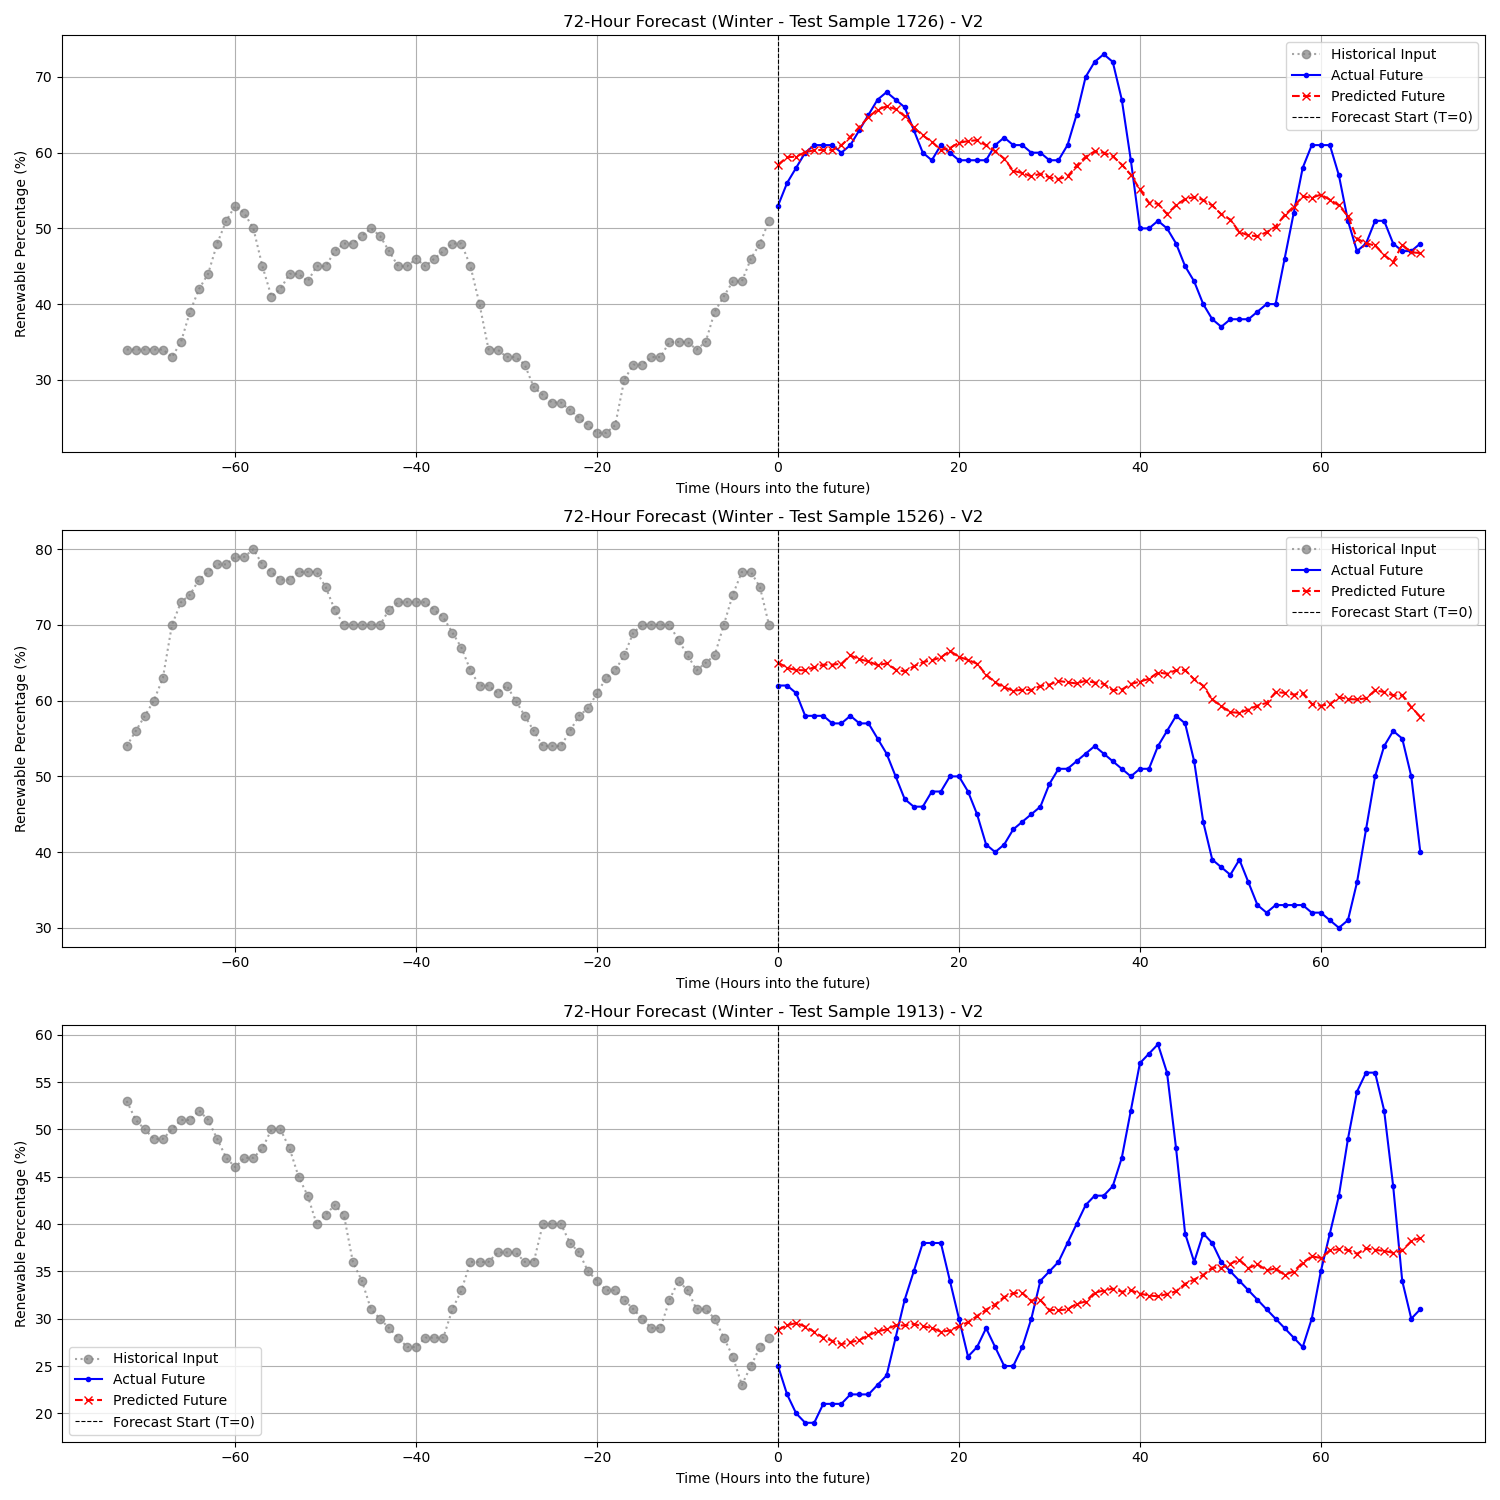 72-Hour Forecast (Winter - Test Sample 1726) - V2
Renewable Percentage (%)
70
60
50
40
30
Historical Input
Actual Future
Predicted Future
Forecast Start (T=0)
−60 −40 −20 0 20 40 60
Time (Hours into the future)
72-Hour Forecast (Winter - Test Sample 1526) - V2
Renewable Percentage (%)
80
70
60
50
40
30
Historical Input
Actual Future
Predicted Future
Forecast Start (T=0)
−60 −40 −20 0 20 40 60
Time (Hours into the future)
72-Hour Forecast (Winter - Test Sample 1913) - V2
Renewable Percentage (%)
60
55
50
45
40
35
30
25
20
Historical Input
Actual Future
Predicted Future
Forecast Start (T=0)
−60 −40 −20 0 20 40 60
Time (Hours into the future)